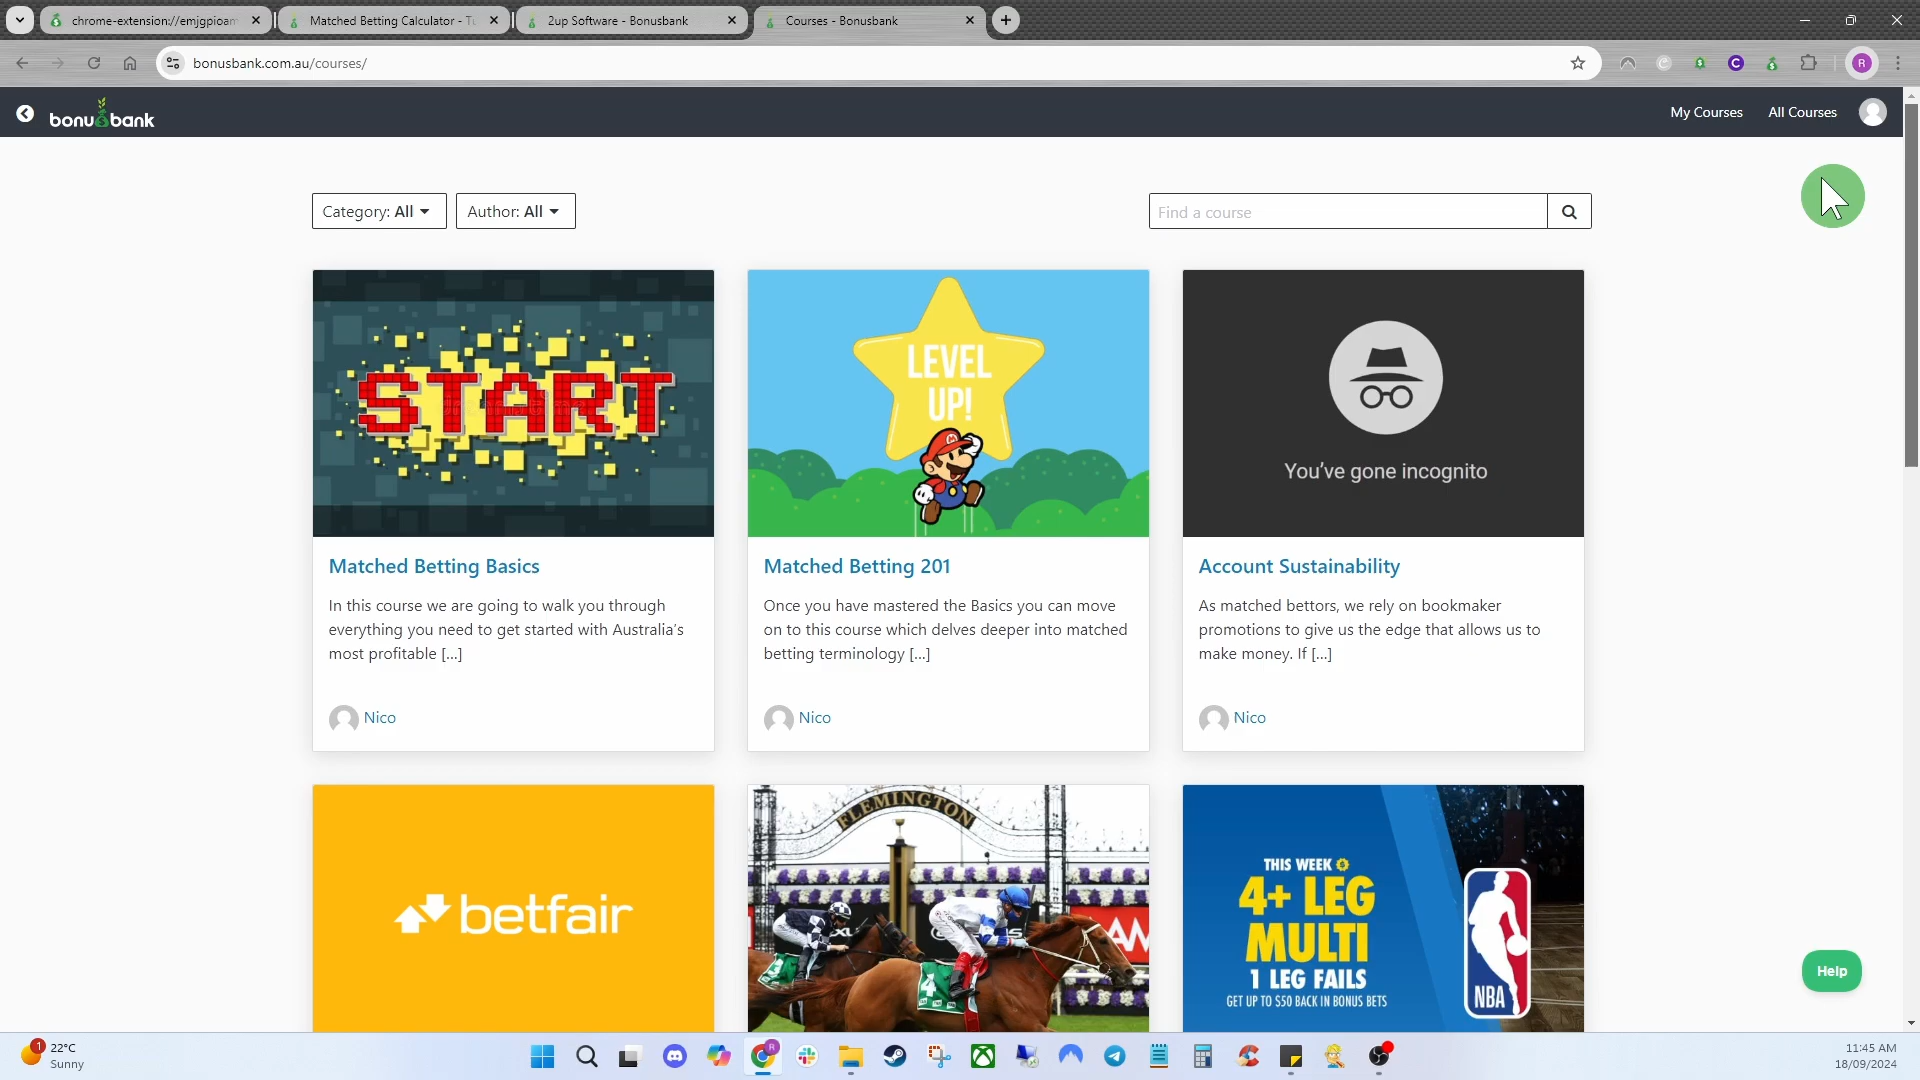 chrome-extension://emjgpioam
Matched Betting Calculator - Tu
2up Software - Bonusbank
Courses - Bonusbank
bonusbank.com.au/courses/
R
bonusbank
My Courses
All Courses
Category: All
Author: All
Find a course
START
LEVEL
UP!
You've gone incognito
Matched Betting Basics
In this course we are going to walk you through
everything you need to get started with Australia's
most profitable [...]
Nico
Matched Betting 201
Once you have mastered the Basics you can move
on to this course which delves deeper into matched
betting terminology [...]
Nico
Account Sustainability
As matched bettors, we rely on bookmaker
promotions to give us the edge that allows us to
make money. If [...]
Nico
betfair
FLEMINGTON
4
THIS WEEK
4+ LEG
MULTI
1 LEG FAILS
GET UP TO $50 BACK IN BONUS BETS
NBA
Help
1
22°C
Sunny
11:45 AM
18/09/2024